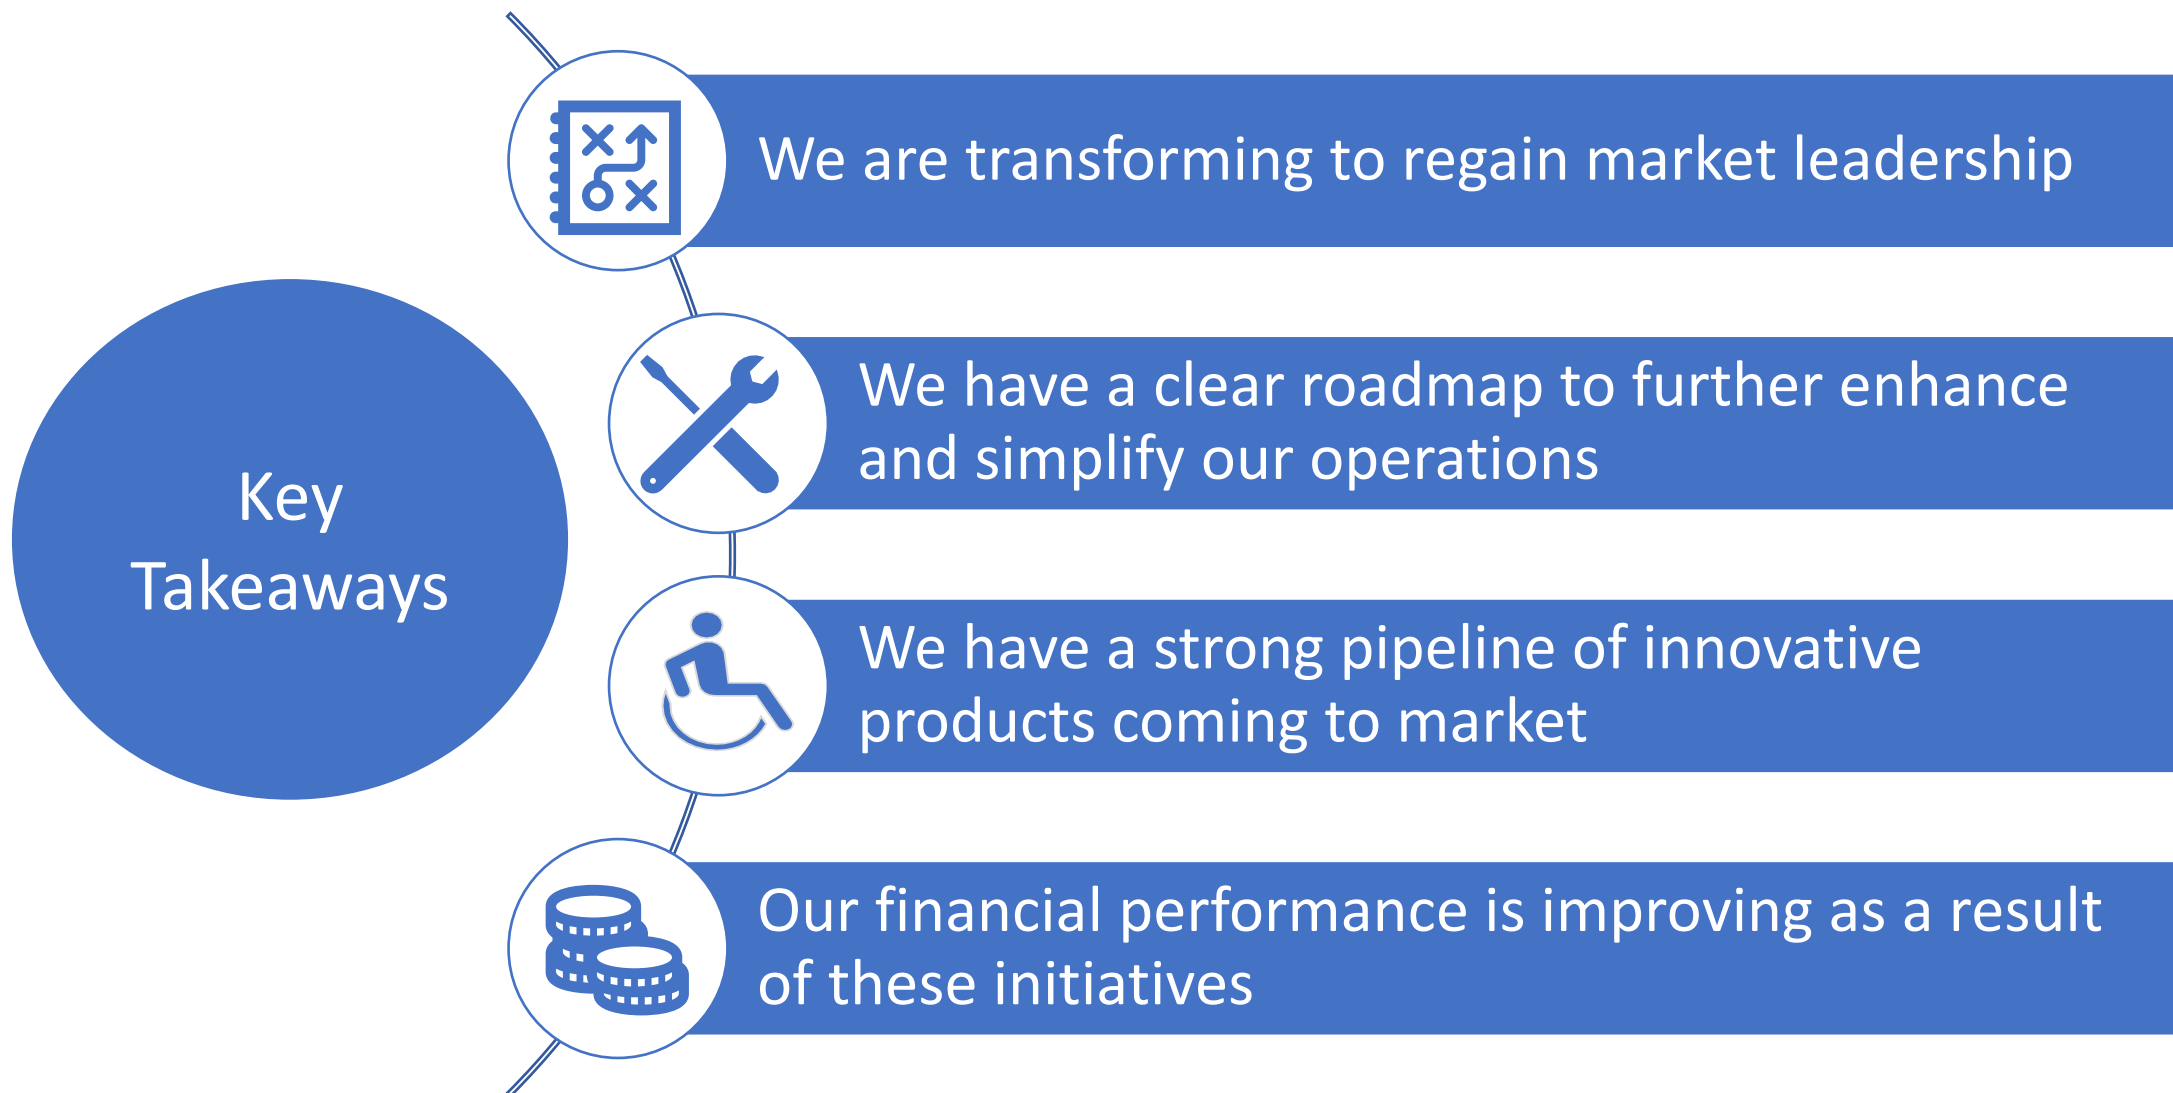 Key
Takeaways
We are transforming to regain market leadership
We have a clear roadmap to further enhance
and simplify our operations
We have a strong pipeline of innovative
products coming to market
Our financial performance is improving as a result
of these initiatives